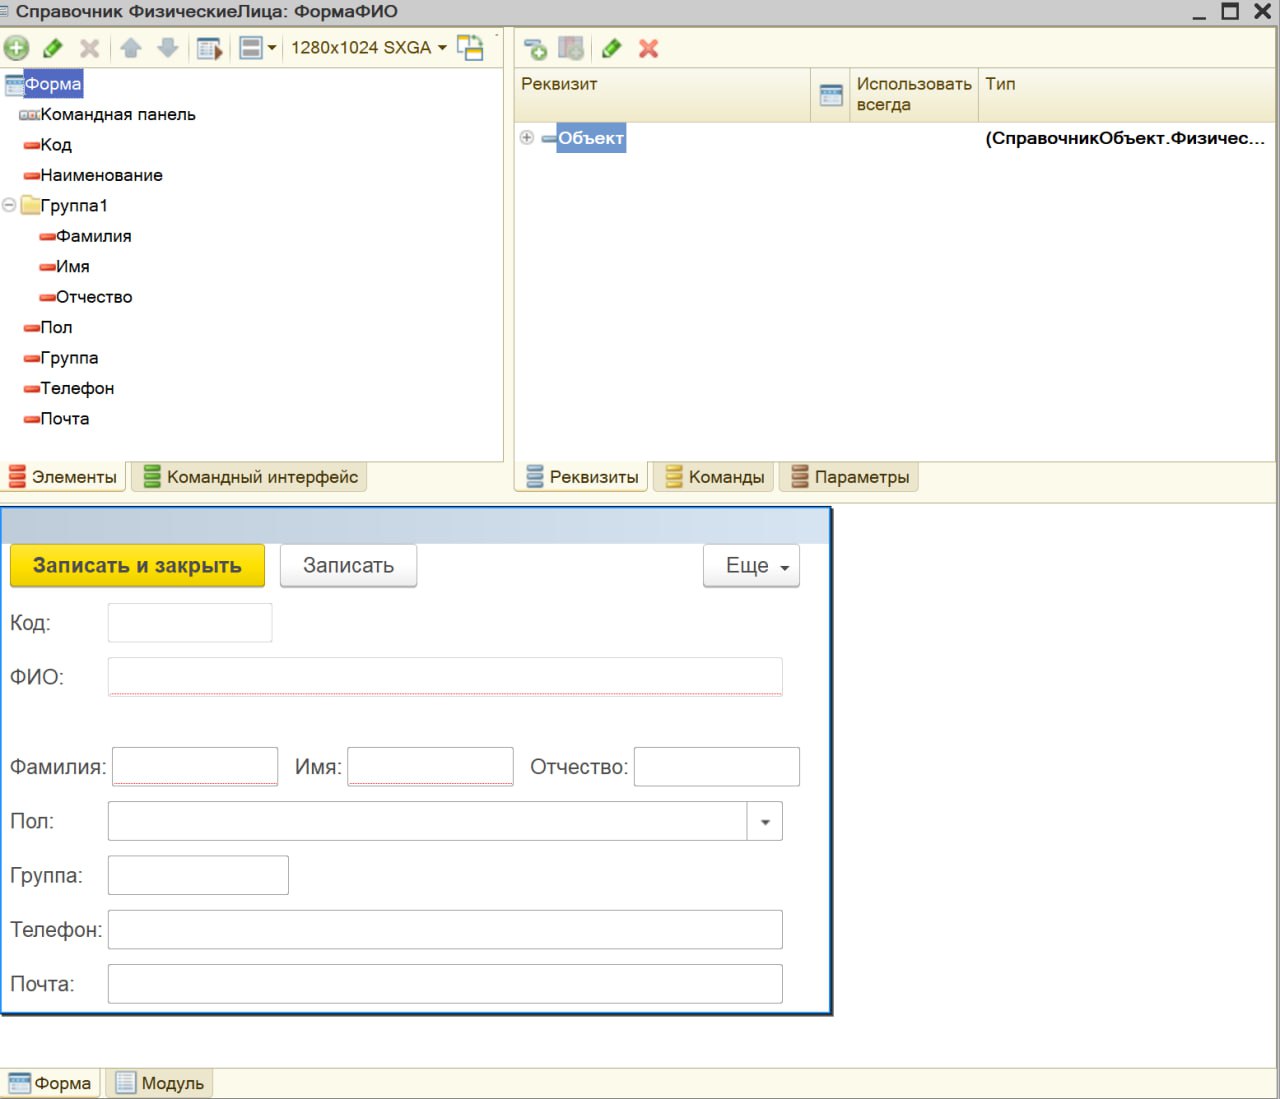 Справочник ФизическиеЛица: ФормаФИО
1280x1024 SXGA
Форма
Командная панель
Код
Наименование
Группа1
Фамилия
Имя
Отчество
Пол
Группа
Телефон
Почта
Элементы
Командный интерфейс
Реквизит
Использовать
всегда
Тип
Объект
(СправочникОбъект.Физичес...
Реквизиты
Команды
Параметры
Записать и закрыть
Записать
Еще
Код:
ФИО:
Фамилия:
Имя:
Отчество:
Пол:
Группа:
Телефон:
Почта:
Форма
Модуль